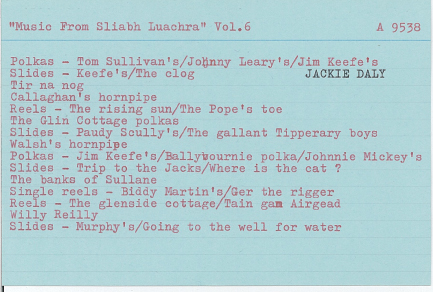 "Music From Sliabh Luachra" Vol.6 A 9538
Polkas - Tom Sullivan's/Johnny Leary's/Jim Keefe's
Slides - Keefe's/The clog JACKIE DALY
Tir na nog
Callaghan's hornpipe
Reels - The rising sun/The Pope's toe
The Glin Cottage polkas
Slides - Paudy Scully's/The gallant Tipperary boys
Walsh's hornpipe
Polkas - Jim Keefe's/Ballyvournie polka/Johnnie Mickey's
Slides - Trip to the Jacks/Where is the cat ?
The banks of Sullane
Single reels - Biddy Martin's/Ger the rigger
Reels - The glenside cottage/Tain gam Airgead
Willy Reilly
Slides - Murphy's/Going to the well for water